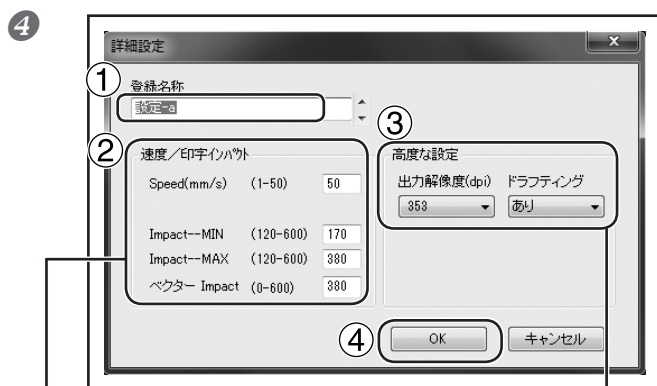 4
詳細設定
X
① 登録名称
設定-a
② 速度／印字インパクト
Speed(mm/s) (1-50) 50
Impact--MIN (120-600) 170
Impact--MAX (120-600) 380
ベクター Impact (0-600) 380
③
高度な設定
出力解像度(dpi) ドラフティング
353 あり
④ OK キャンセル